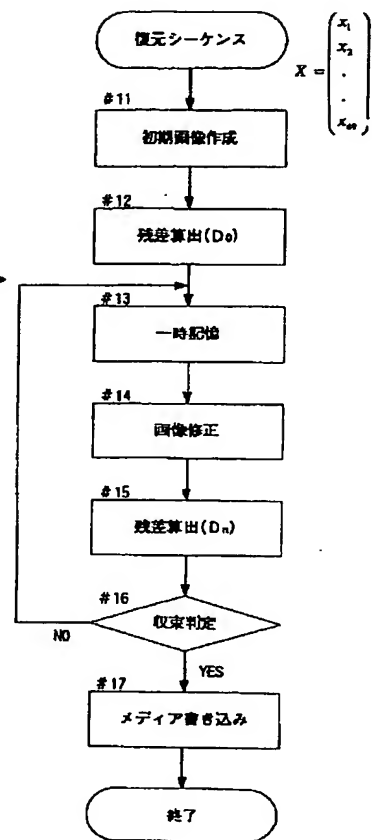 復元シーケンス
X =
x1
x2
.
.
#11
初期画像作成
#12
残差算出(D0)
#13
一時記憶
#14
画像修正
#15
残差算出(Dn)
#16
収束判定
NO
YES
#17
メディア書き込み
終了